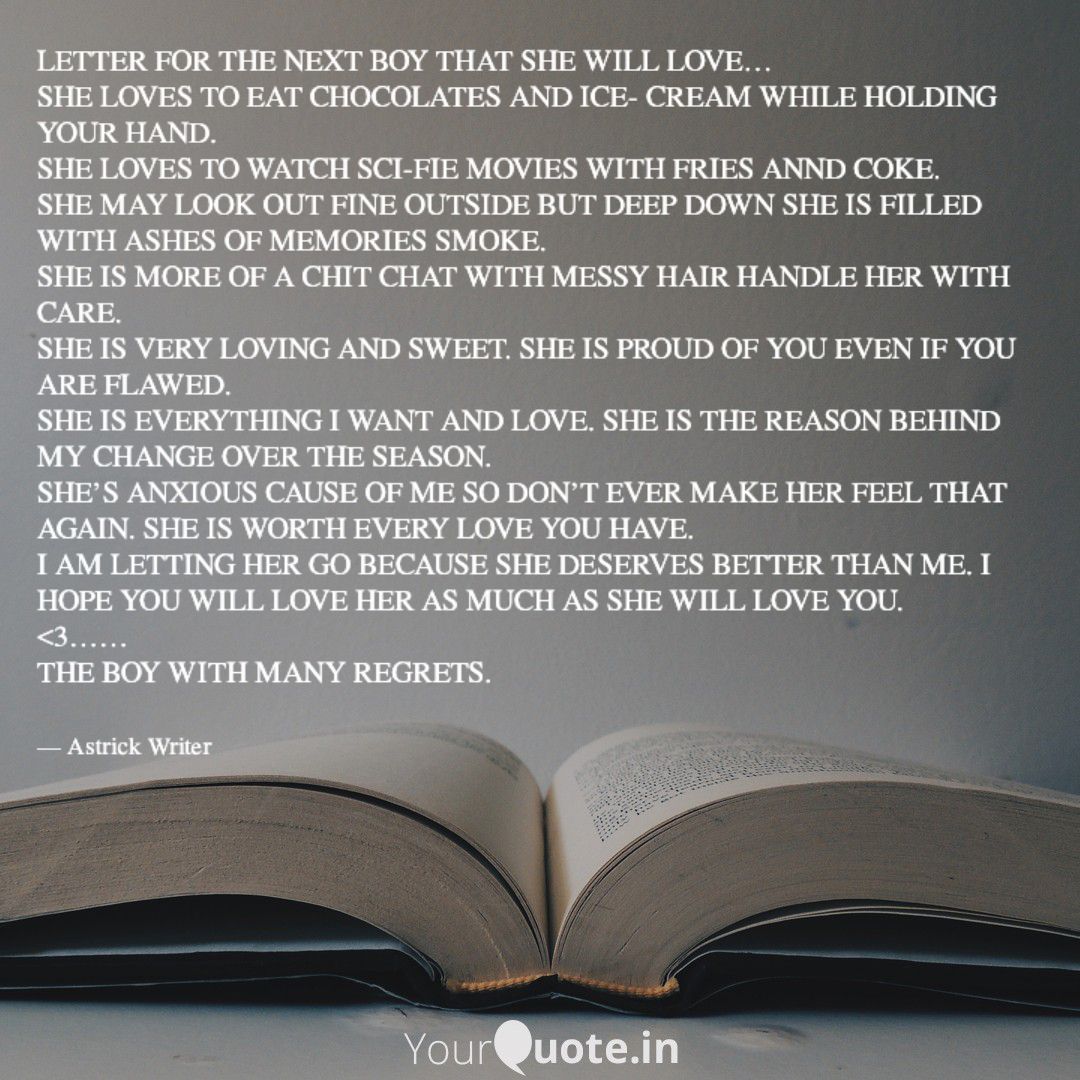 LETTER FOR THE NEXT BOY THAT SHE WILL LOVE…
SHE LOVES TO EAT CHOCOLATES AND ICE- CREAM WHILE HOLDING
YOUR HAND.
SHE LOVES TO WATCH SCI-FIE MOVIES WITH FRIES ANND COKE.
SHE MAY LOOK OUT FINE OUTSIDE BUT DEEP DOWN SHE IS FILLED
WITH ASHES OF MEMORIES SMOKE.
SHE IS MORE OF A CHIT CHAT WITH MESSY HAIR HANDLE HER WITH
CARE.
SHE IS VERY LOVING AND SWEET. SHE IS PROUD OF YOU EVEN IF YOU
ARE FLAWED.
SHE IS EVERYTHING I WANT AND LOVE. SHE IS THE REASON BEHIND
MY CHANGE OVER THE SEASON.
SHE’S ANXIOUS CAUSE OF ME SO DON’T EVER MAKE HER FEEL THAT
AGAIN. SHE IS WORTH EVERY LOVE YOU HAVE.
I AM LETTING HER GO BECAUSE SHE DESERVES BETTER THAN ME. I
HOPE YOU WILL LOVE HER AS MUCH AS SHE WILL LOVE YOU.
<3……
THE BOY WITH MANY REGRETS.
— Astrick Writer
YourQuote.in